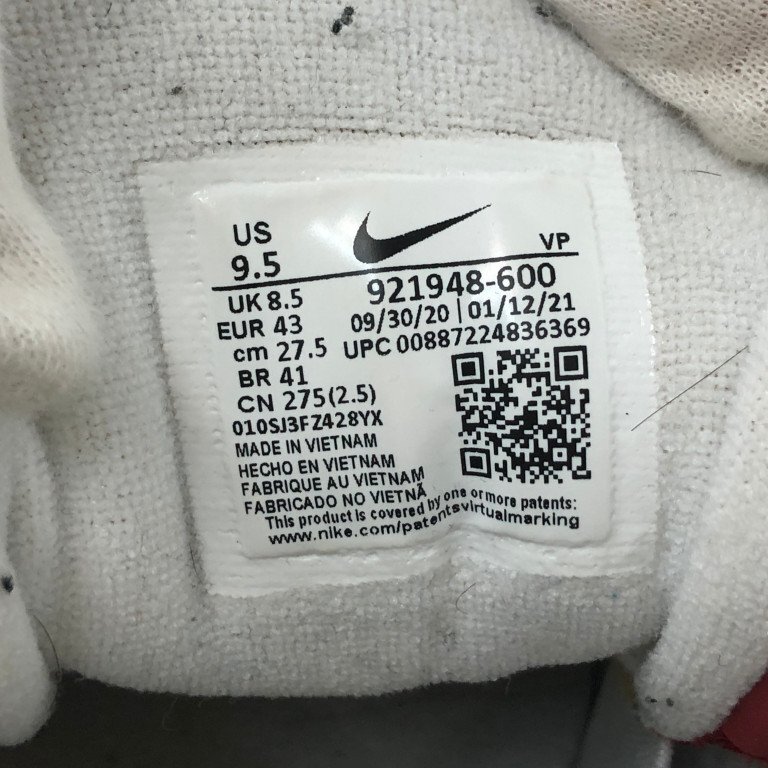 US
9.5
VP
UK 8.5
921948-600
EUR 43
09/30/20 | 01/12/21
cm 27.5
UPC 00887224836369
BR 41
CN 275(2.5)
010SJ3FZ428YX
MADE IN VIETNAM
HECHO EN VIETNAM
FABRIQUE AU VIETNAM
FABRICADO NO VIETNÃ
This product is covered by one or more patents:
www.nike.com/patentsvirtualmarking